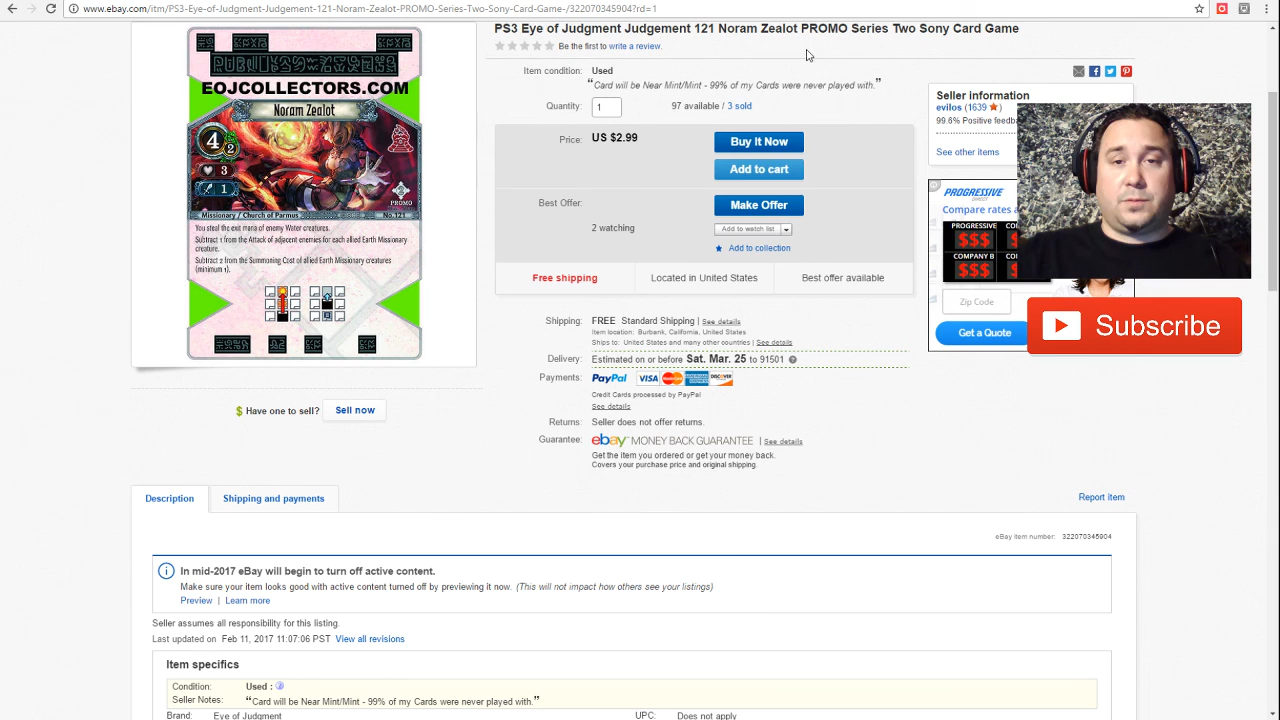 www.ebay.com/itm/PS3-Eye-of-Judgment-Judgement-121-Noram-Zealot-PROMO-Series-Two-Sony-Card-Game-/322070345904?rd=1
PS3 Eye of Judgment Judgement 121 Noram Zealot PROMO Series Two Sony Card Game
Be the first to write a review.
EOJCOLLECTORS.COM
Noram Zealot
4
2
3
1
PROMO
Missionary / Church of Parmus No.121
You steal the exit mana of enemy Water creatures.
Subtract 1 from the Attack of adjacent enemies for each allied Earth Missionary creature.
Subtract 2 from the Summoning Cost of allied Earth Missionary creatures (minimum 1).
Item condition: Used
“Card will be Near Mint/Mint - 99% of my Cards were never played with.”
Quantity: 1 97 available / 3 sold
Price: US $2.99 Buy It Now
Add to cart
Best Offer: Make Offer
2 watching Add to watch list
Add to collection
Free shipping Located in United States Best offer available
Seller information
evilos (1639 )
99.6% Positive
See other items
PROGRESSIVE
DIRECT
Compare rates
PROGRESSIVE
$$$
COMPANY B
$$$
Zip Code
Get a Quote
Subscribe
Shipping: FREE Standard Shipping | See details
Item location: Burbank, California, United States
Ships to: United States and many other countries | See details
Delivery: Estimated on or before Sat. Mar. 25 to 91501
Payments: PayPal VISA MasterCard DISCOVER
Credit Cards processed by PayPal
See details
Returns: Seller does not offer returns.
Guarantee: ebay MONEY BACK GUARANTEE | See details
Get the item you ordered or get your money back.
Covers your purchase price and original shipping.
$ Have one to sell? Sell now
Description Shipping and payments Report item
eBay item number: 322070345904
In mid-2017 eBay will begin to turn off active content.
Make sure your item looks good with active content turned off by previewing it now. (This will not impact how others see your listings)
Preview | Learn more
Seller assumes all responsibility for this listing.
Last updated on Feb 11, 2017 11:07:06 PST View all revisions
Item specifics
Condition: Used :
Seller Notes: “Card will be Near Mint/Mint - 99% of my Cards were never played with.”
Brand: Eye of Judgment UPC: Does not apply